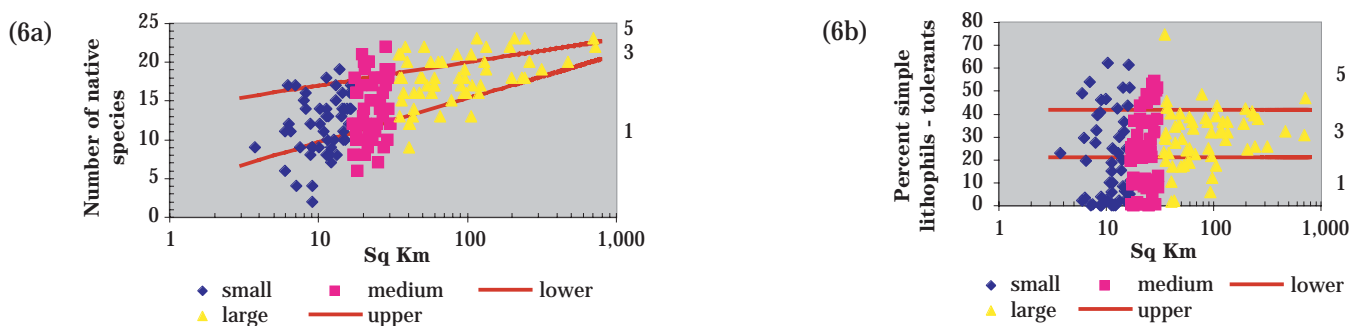 (6a)
Number of native
species
25
20
15
10
5
0
5
3
1
1
10
100
1,000
Sq Km
small
medium
lower
large
upper
(6b)
Percent simple
lithophils - tolerants
80
70
60
50
40
30
20
10
0
5
3
1
1
10
100
1,000
Sq Km
small
medium
lower
large
upper